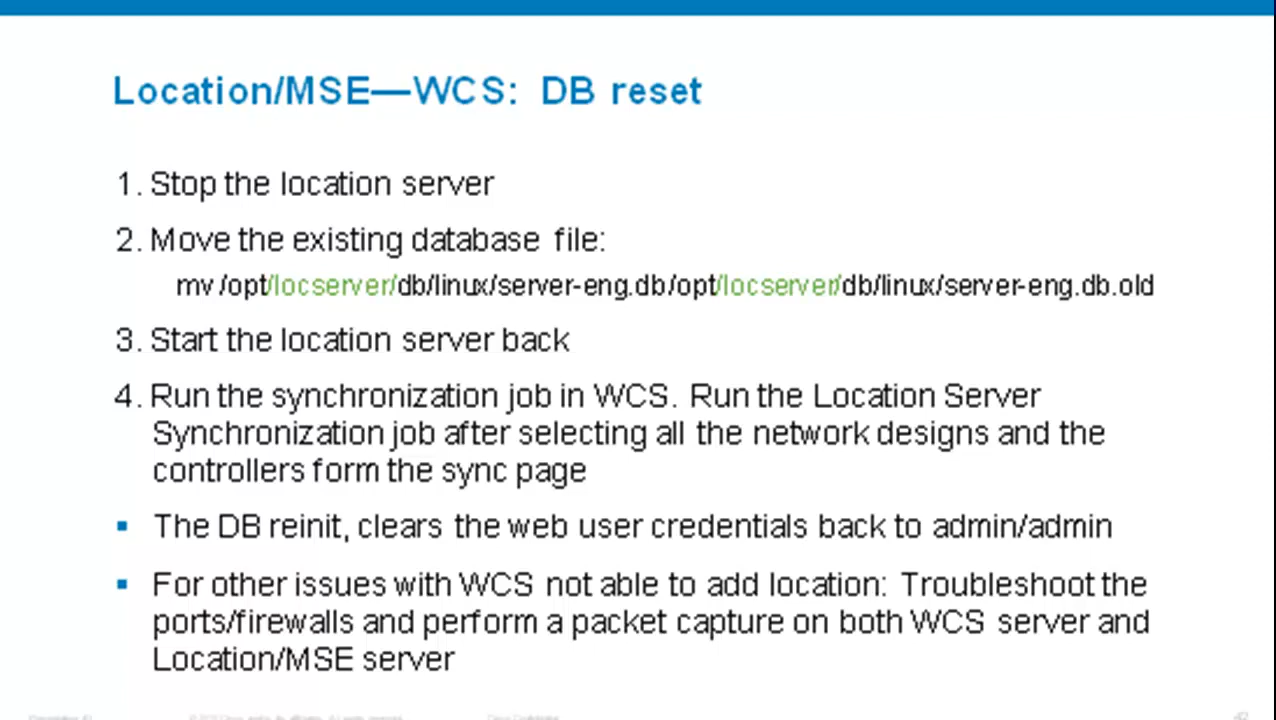 Location/MSE—WCS: DB reset
1. Stop the location server
2. Move the existing database file:
mv /opt/locserver/db/linux/server-eng.db/opt/locserver/db/linux/server-eng.db.old
3. Start the location server back
4. Run the synchronization job in WCS. Run the Location Server
Synchronization job after selecting all the network designs and the
controllers form the sync page
▪ The DB reinit, clears the web user credentials back to admin/admin
▪ For other issues with WCS not able to add location: Troubleshoot the
ports/firewalls and perform a packet capture on both WCS server and
Location/MSE server